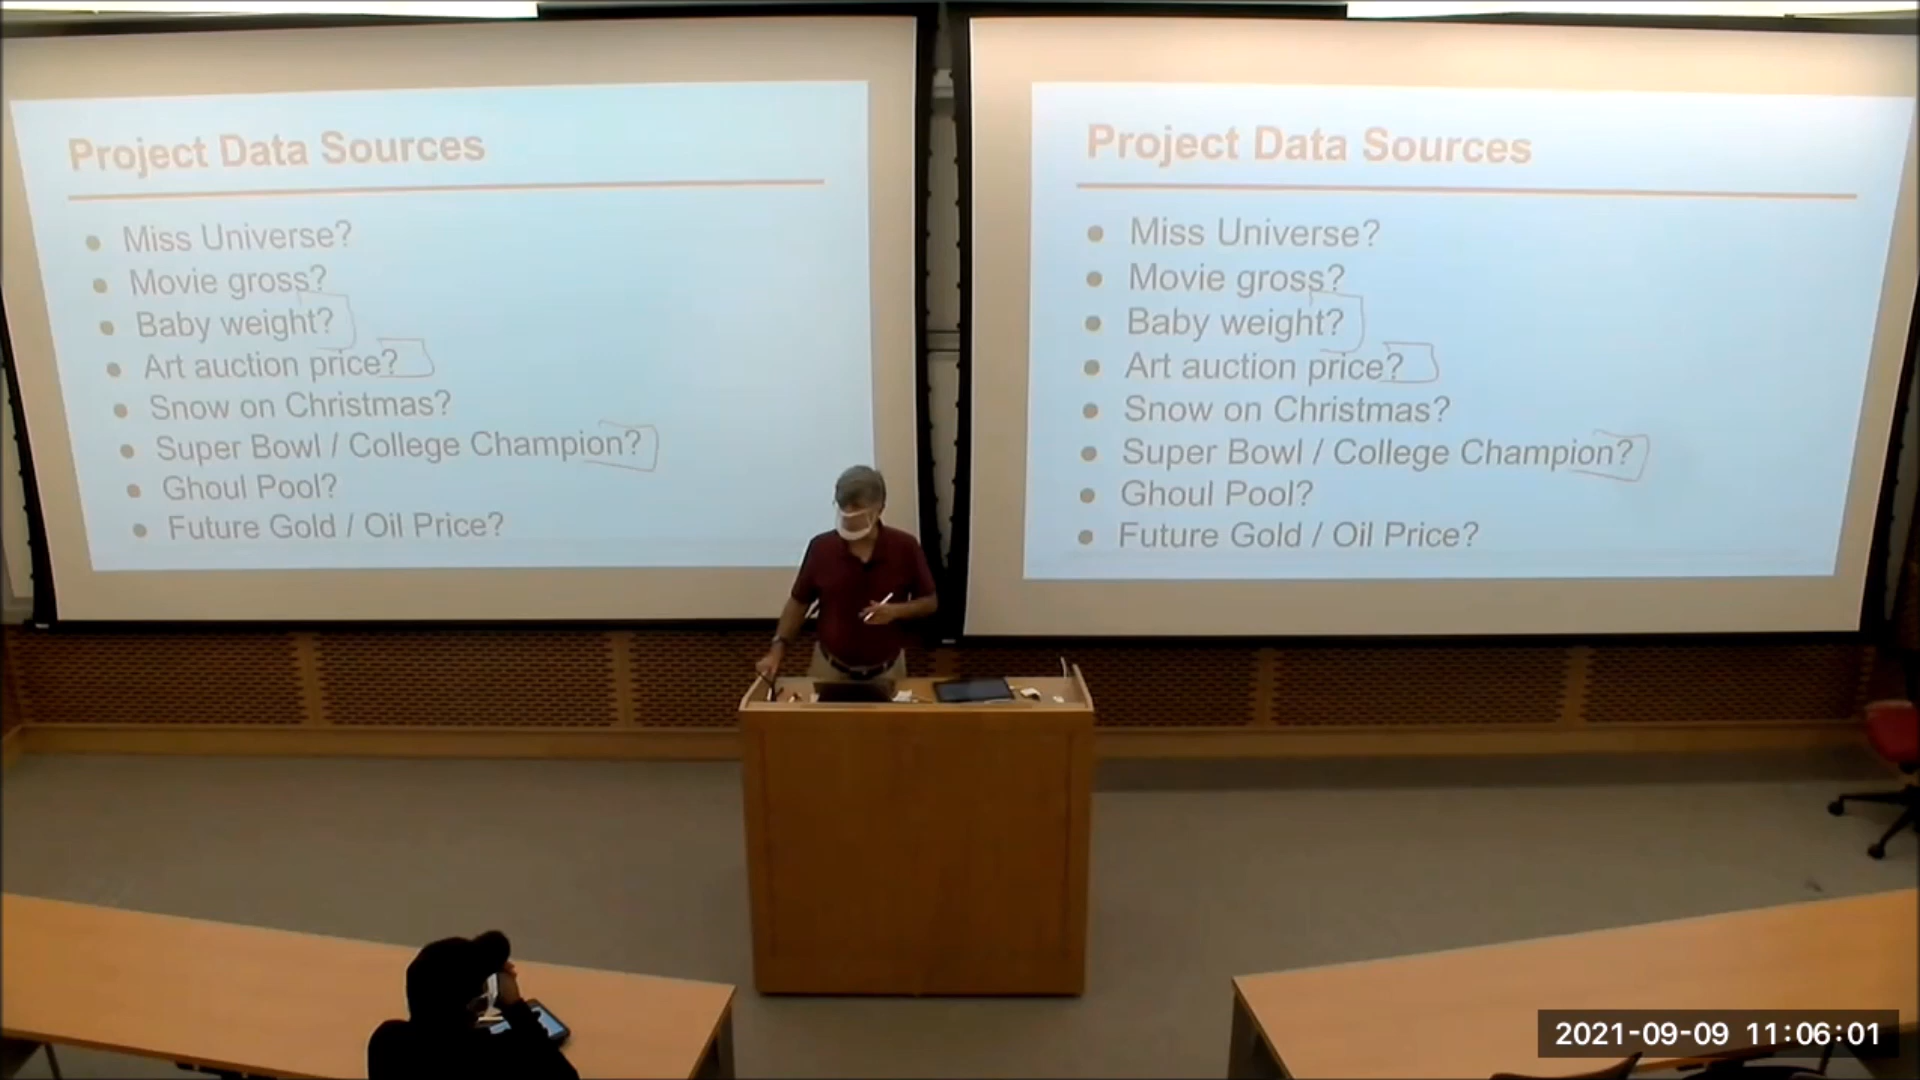 Project Data Sources
Miss Universe?
Movie gross?
Baby weight?
Art auction price?
Snow on Christmas?
Super Bowl / College Champion?
Ghoul Pool?
Future Gold / Oil Price?
Project Data Sources
Miss Universe?
Movie gross?
Baby weight?
Art auction price?
Snow on Christmas?
Super Bowl / College Champion?
Ghoul Pool?
Future Gold / Oil Price?
2021-09-09 11:06:01